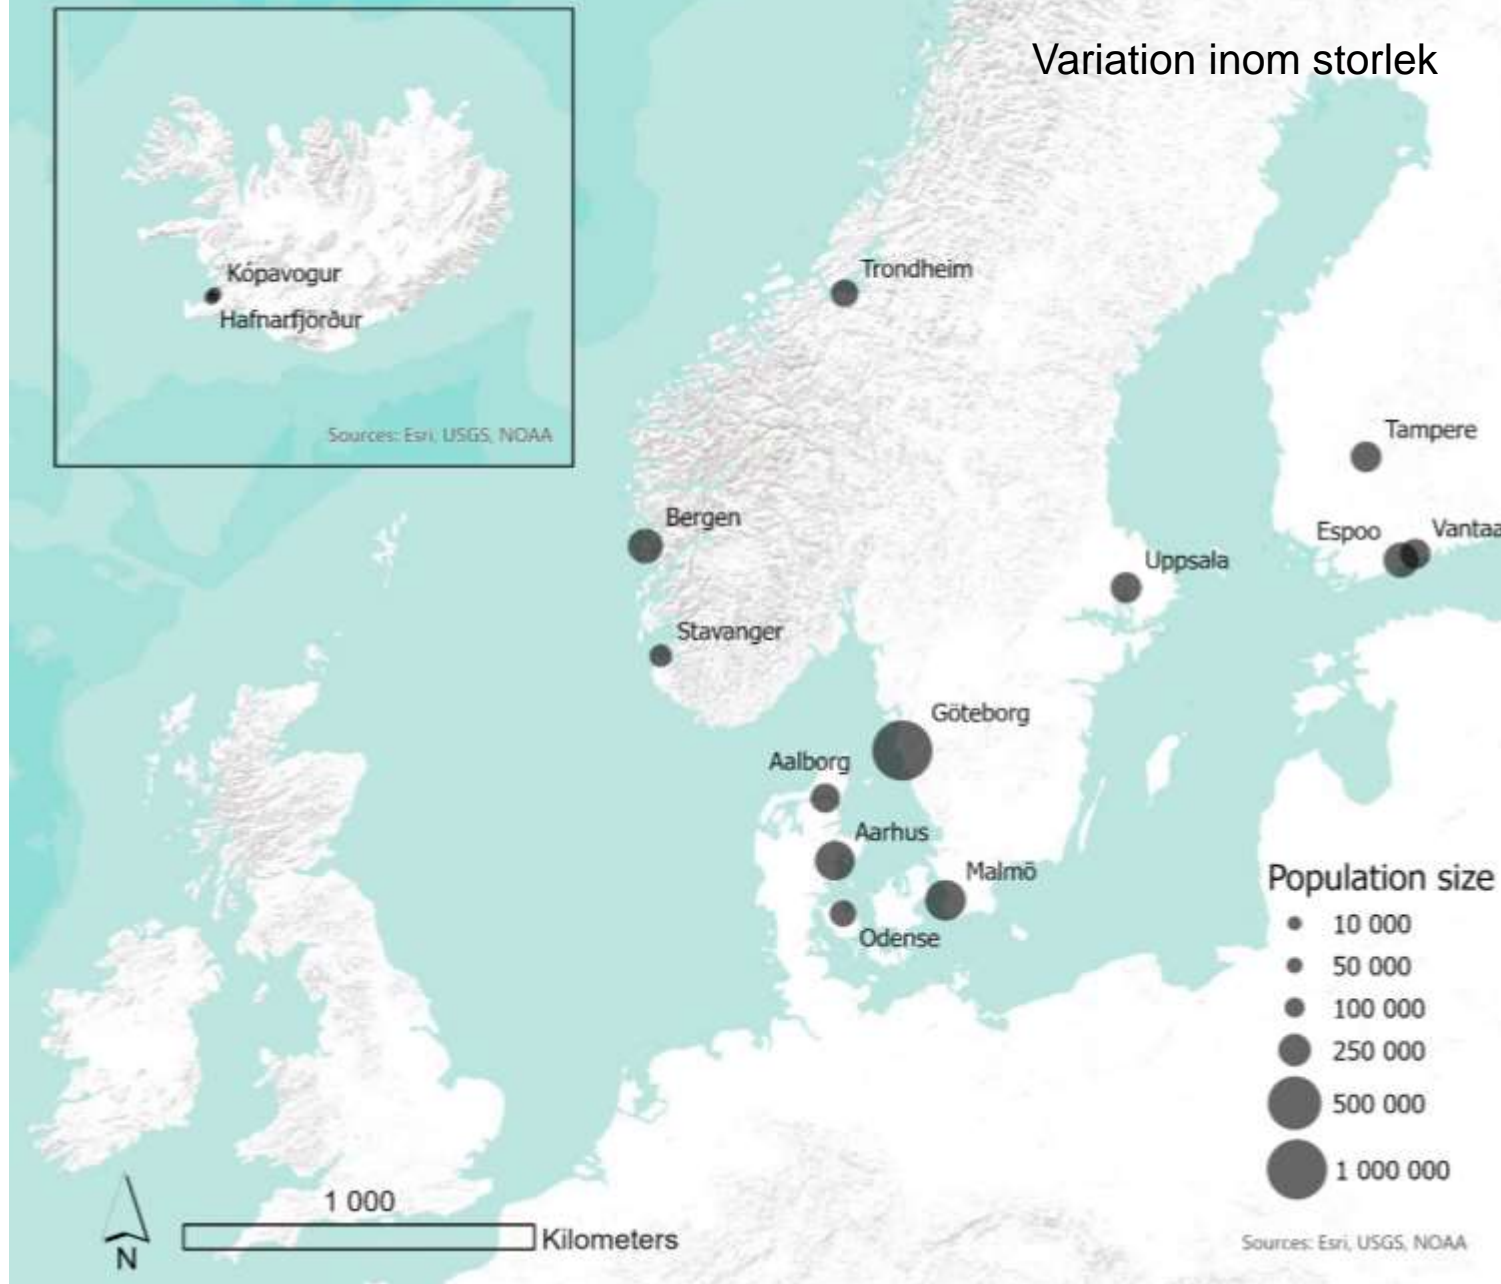 Variation inom storlek
Kópavogur
Hafnarfjörður
Sources: Esri, USGS, NOAA
Trondheim
Tampere
Bergen
Espoo
Vantaa
Uppsala
Stavanger
Göteborg
Aalborg
Aarhus
Malmö
Odense
Population size
10 000
50 000
100 000
250 000
500 000
1 000 000
1 000
Kilometers
N
Sources: Esri, USGS, NOAA